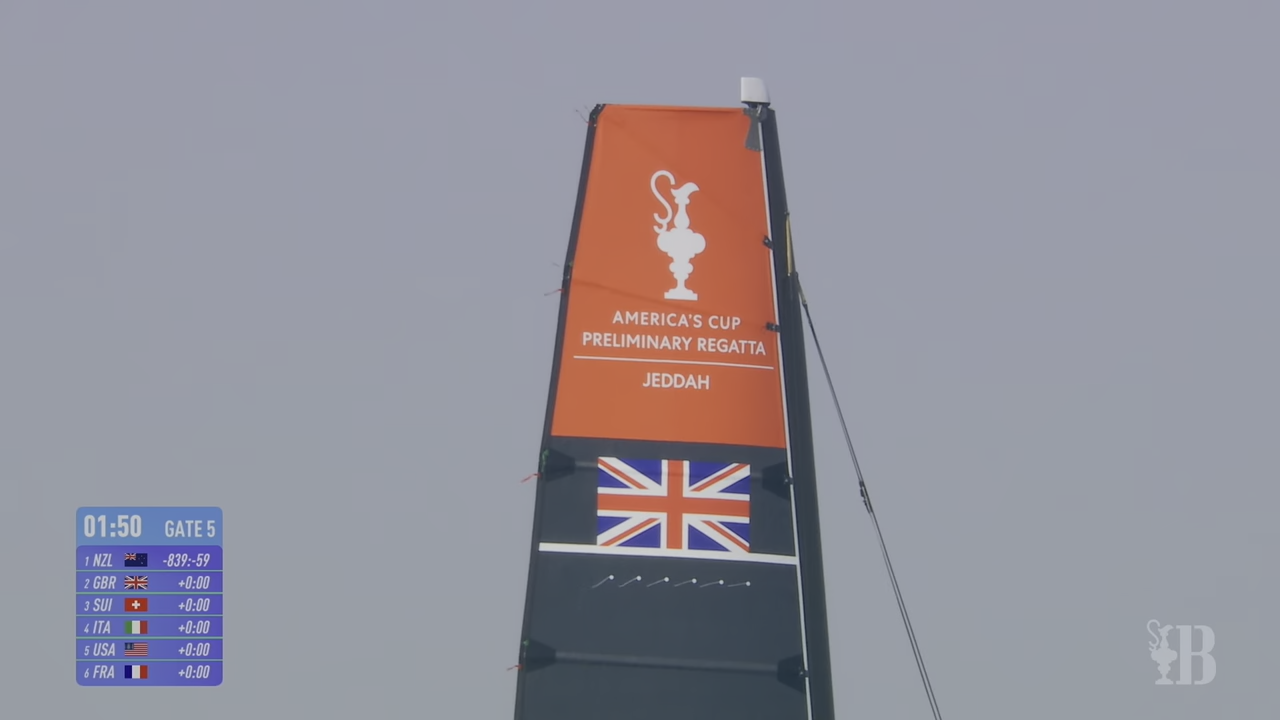 AMERICA'S CUP
PRELIMINARY REGATTA
JEDDAH
01:50 GATE 5
1 NZL -839:-59
2 GBR +0:00
3 SUI +0:00
4 ITA +0:00
5 USA +0:00
6 FRA +0:00
B